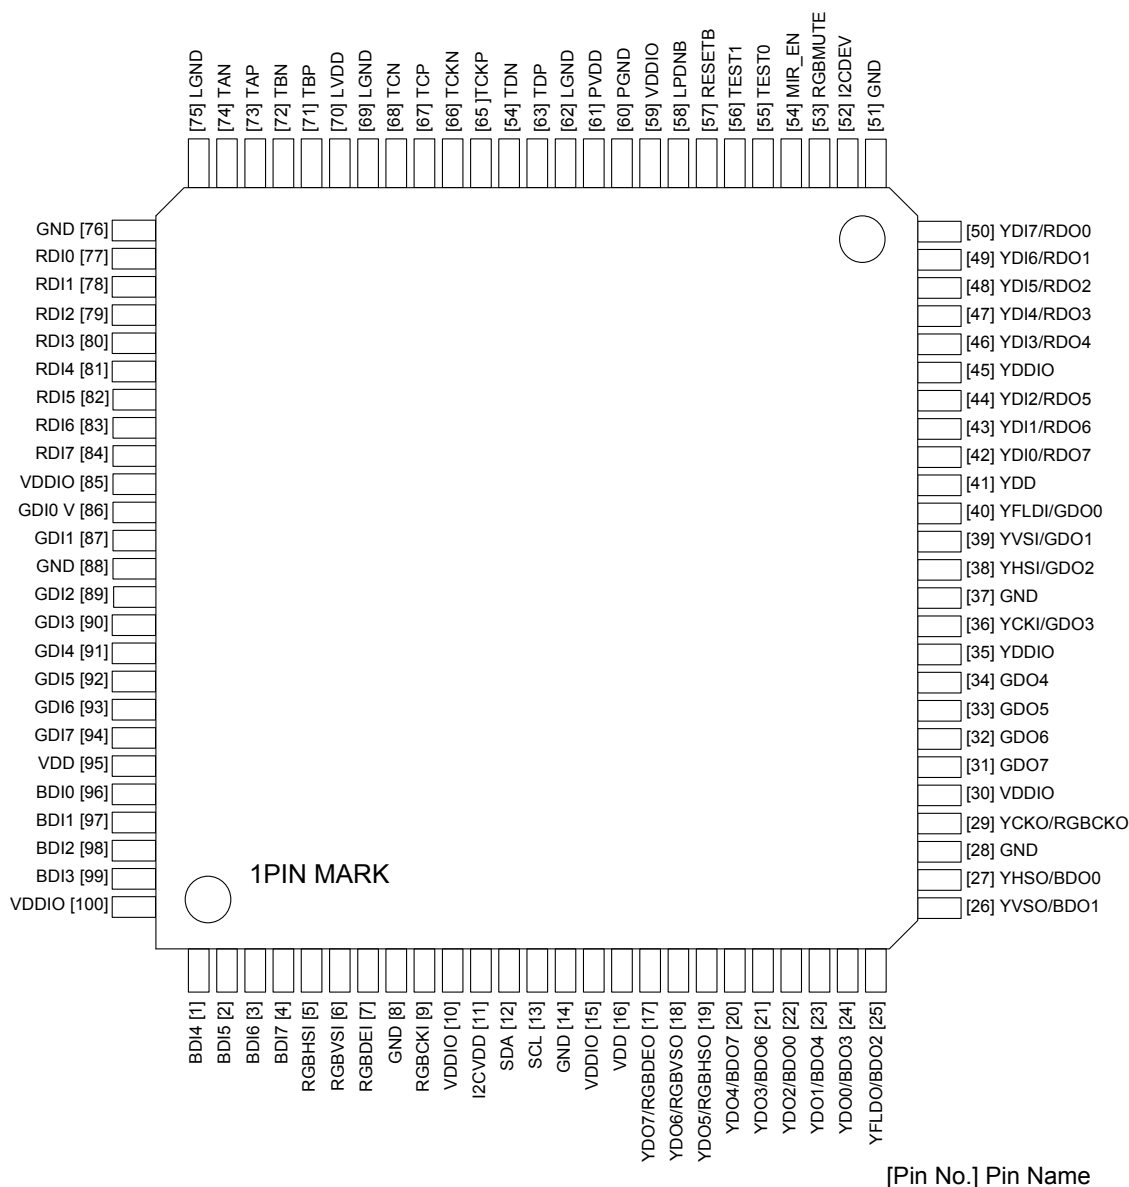 [75] LGND
[74] TAN
[73] TAP
[72] TBN
[71] TBP
[70] LVDD
[69] LGND
[68] TCN
[67] TCP
[66] TCKN
[65 ]TCKP
[54] TDN
[63] TDP
[62] LGND
[61] PVDD
[60] PGND
[59] VDDIO
[58] LPDNB
[57] RESETB
[56] TEST1
[55] TEST0
[54] MIR_EN
[53] RGBMUTE
[52] I2CDEV
[51] GND
GND [76]
RDI0 [77]
RDI1 [78]
RDI2 [79]
RDI3 [80]
RDI4 [81]
RDI5 [82]
RDI6 [83]
RDI7 [84]
VDDIO [85]
GDI0 V [86]
GDI1 [87]
GND [88]
GDI2 [89]
GDI3 [90]
GDI4 [91]
GDI5 [92]
GDI6 [93]
GDI7 [94]
VDD [95]
BDI0 [96]
BDI1 [97]
BDI2 [98]
BDI3 [99]
VDDIO [100]
[50] YDI7/RDO0
[49] YDI6/RDO1
[48] YDI5/RDO2
[47] YDI4/RDO3
[46] YDI3/RDO4
[45] YDDIO
[44] YDI2/RDO5
[43] YDI1/RDO6
[42] YDI0/RDO7
[41] YDD
[40] YFLDI/GDO0
[39] YVSI/GDO1
[38] YHSI/GDO2
[37] GND
[36] YCKI/GDO3
[35] YDDIO
[34] GDO4
[33] GDO5
[32] GDO6
[31] GDO7
[30] VDDIO
[29] YCKO/RGBCKO
[28] GND
[27] YHSO/BDO0
[26] YVSO/BDO1
1PIN MARK
BDI4 [1]
BDI5 [2]
BDI6 [3]
BDI7 [4]
RGBHSI [5]
RGBVSI [6]
RGBDEI [7]
GND [8]
RGBCKI [9]
VDDIO [10]
I2CVDD [11]
SDA [12]
SCL [13]
GND [14]
VDDIO [15]
VDD [16]
YDO7/RGBDEO [17]
YDO6/RGBVSO [18]
YDO5/RGBHSO [19]
YDO4/BDO7 [20]
YDO3/BDO6 [21]
YDO2/BDO0 [22]
YDO1/BDO4 [23]
YDO0/BDO3 [24]
YFLDO/BDO2 [25]
[Pin No.] Pin Name